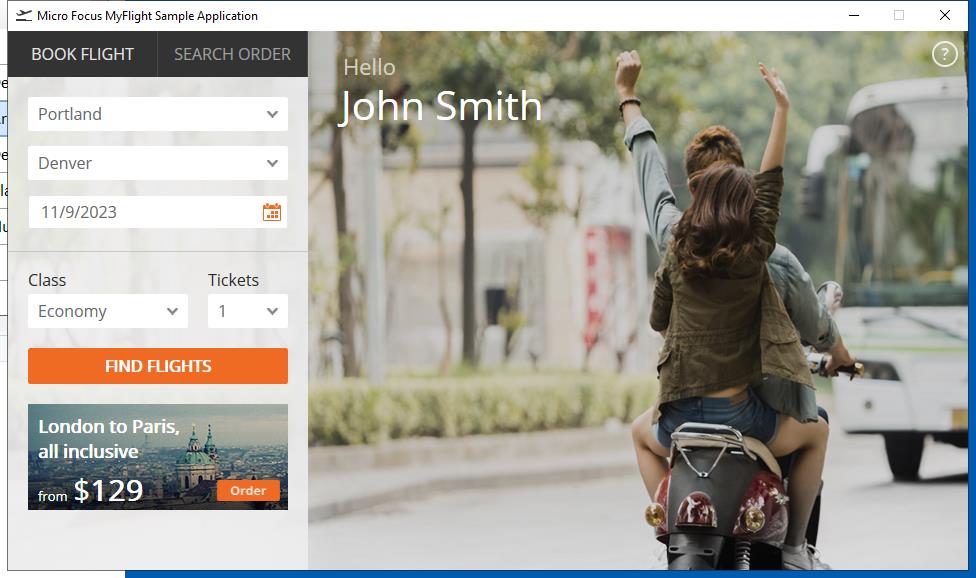 Micro Focus MyFlight Sample Application
BOOK FLIGHT
SEARCH ORDER
Hello
John Smith
?
Portland
Denver
11/9/2023
Class
Tickets
Economy
1
FIND FLIGHTS
London to Paris,
all inclusive
from $129
Order